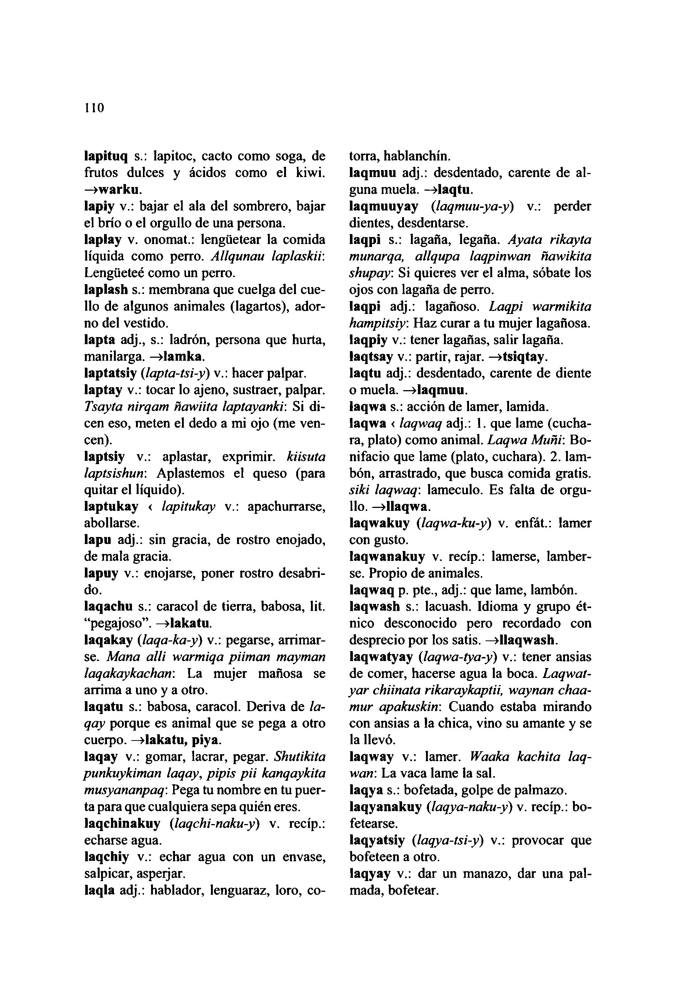 110
lapituq s.: lapitoc, cacto como soga, de
frutos dulces y ácidos como el kiwi.
→warku.
lapiy v.: bajar el ala del sombrero, bajar
el brío o el orgullo de una persona.
laplay v. onomat.: lengüetear la comida
líquida como perro. Allqunau laplaskii:
Lengüeteé como un perro.
laplash s.: membrana que cuelga del cue-
llo de algunos animales (lagartos), ador-
no del vestido.
lapta adj., s.: ladrón, persona que hurta,
manilarga. →lamka.
laptatsiy (lapta-tsi-y) v.: hacer palpar.
laptay v.: tocar lo ajeno, sustraer, palpar.
Tsayta nirqam ñawiita laptayanki: Si di-
cen eso, meten el dedo a mi ojo (me ven-
cen).
laptsiy v.: aplastar, exprimir. kiisuta
laptsishun: Aplastemos el queso (para
quitar el líquido).
laptukay ‹ lapitukay v.: apachurrarse,
abollarse.
lapu adj.: sin gracia, de rostro enojado,
de mala gracia.
lapuy v.: enojarse, poner rostro desabri-
do.
laqachu s.: caracol de tierra, babosa, lit.
“pegajoso”. →lakatu.
laqakay (laqa-ka-y) v.: pegarse, arrimar-
se. Mana alli warmiqa piiman mayman
laqakaykachan: La mujer mañosa se
arrima a uno y a otro.
laqatu s.: babosa, caracol. Deriva de la-
qay porque es animal que se pega a otro
cuerpo. →lakatu, piya.
laqay v.: gomar, lacrar, pegar. Shutikita
punkuykiman laqay, pipis pii kanqaykita
musyananpaq: Pega tu nombre en tu puer-
ta para que cualquiera sepa quién eres.
laqchinakuy (laqchi-naku-y) v. recíp.:
echarse agua.
laqchiy v.: echar agua con un envase,
salpicar, asperjar.
laqla adj.: hablador, lenguaraz, loro, co-
torra, hablanchín.
laqmuu adj.: desdentado, carente de al-
guna muela. →laqtu.
laqmuuyay (laqmuu-ya-y) v.: perder
dientes, desdentarse.
laqpi s.: lagaña, legaña. Ayata rikayta
munarqa, allqupa laqpinwan ñawikita
shupay: Si quieres ver el alma, sóbate los
ojos con lagaña de perro.
laqpi adj.: lagañoso. Laqpi warmikita
hampitsiy: Haz curar a tu mujer lagañosa.
laqpiy v.: tener lagañas, salir lagaña.
laqtsay v.: partir, rajar. →tsiqtay.
laqtu adj.: desdentado, carente de diente
o muela. →laqmuu.
laqwa s.: acción de lamer, lamida.
laqwa ‹ laqwaq adj.: 1. que lame (cucha-
ra, plato) como animal. Laqwa Muñi: Bo-
nifacio que lame (plato, cuchara). 2. lam-
bón, arrastrado, que busca comida gratis.
siki laqwaq: lameculo. Es falta de orgu-
llo. →llaqwa.
laqwakuy (laqwa-ku-y) v. enfát.: lamer
con gusto.
laqwanakuy v. recíp.: lamerse, lamber-
se. Propio de animales.
laqwaq p. pte., adj.: que lame, lambón.
laqwash s.: lacuash. Idioma y grupo ét-
nico desconocido pero recordado con
desprecio por los satis. →llaqwash.
laqwatyay (laqwa-tya-y) v.: tener ansias
de comer, hacerse agua la boca. Laqwat-
yar chiinata rikaraykaptii, waynan chaa-
mur apakuskin: Cuando estaba mirando
con ansias a la chica, vino su amante y se
la llevó.
laqway v.: lamer. Waaka kachita laq-
wan: La vaca lame la sal.
laqya s.: bofetada, golpe de palmazo.
laqyanakuy (laqya-naku-y) v. recíp.: bo-
fetearse.
laqyatsiy (laqya-tsi-y) v.: provocar que
bofeteen a otro.
laqyay v.: dar un manazo, dar una pal-
mada, bofetear.